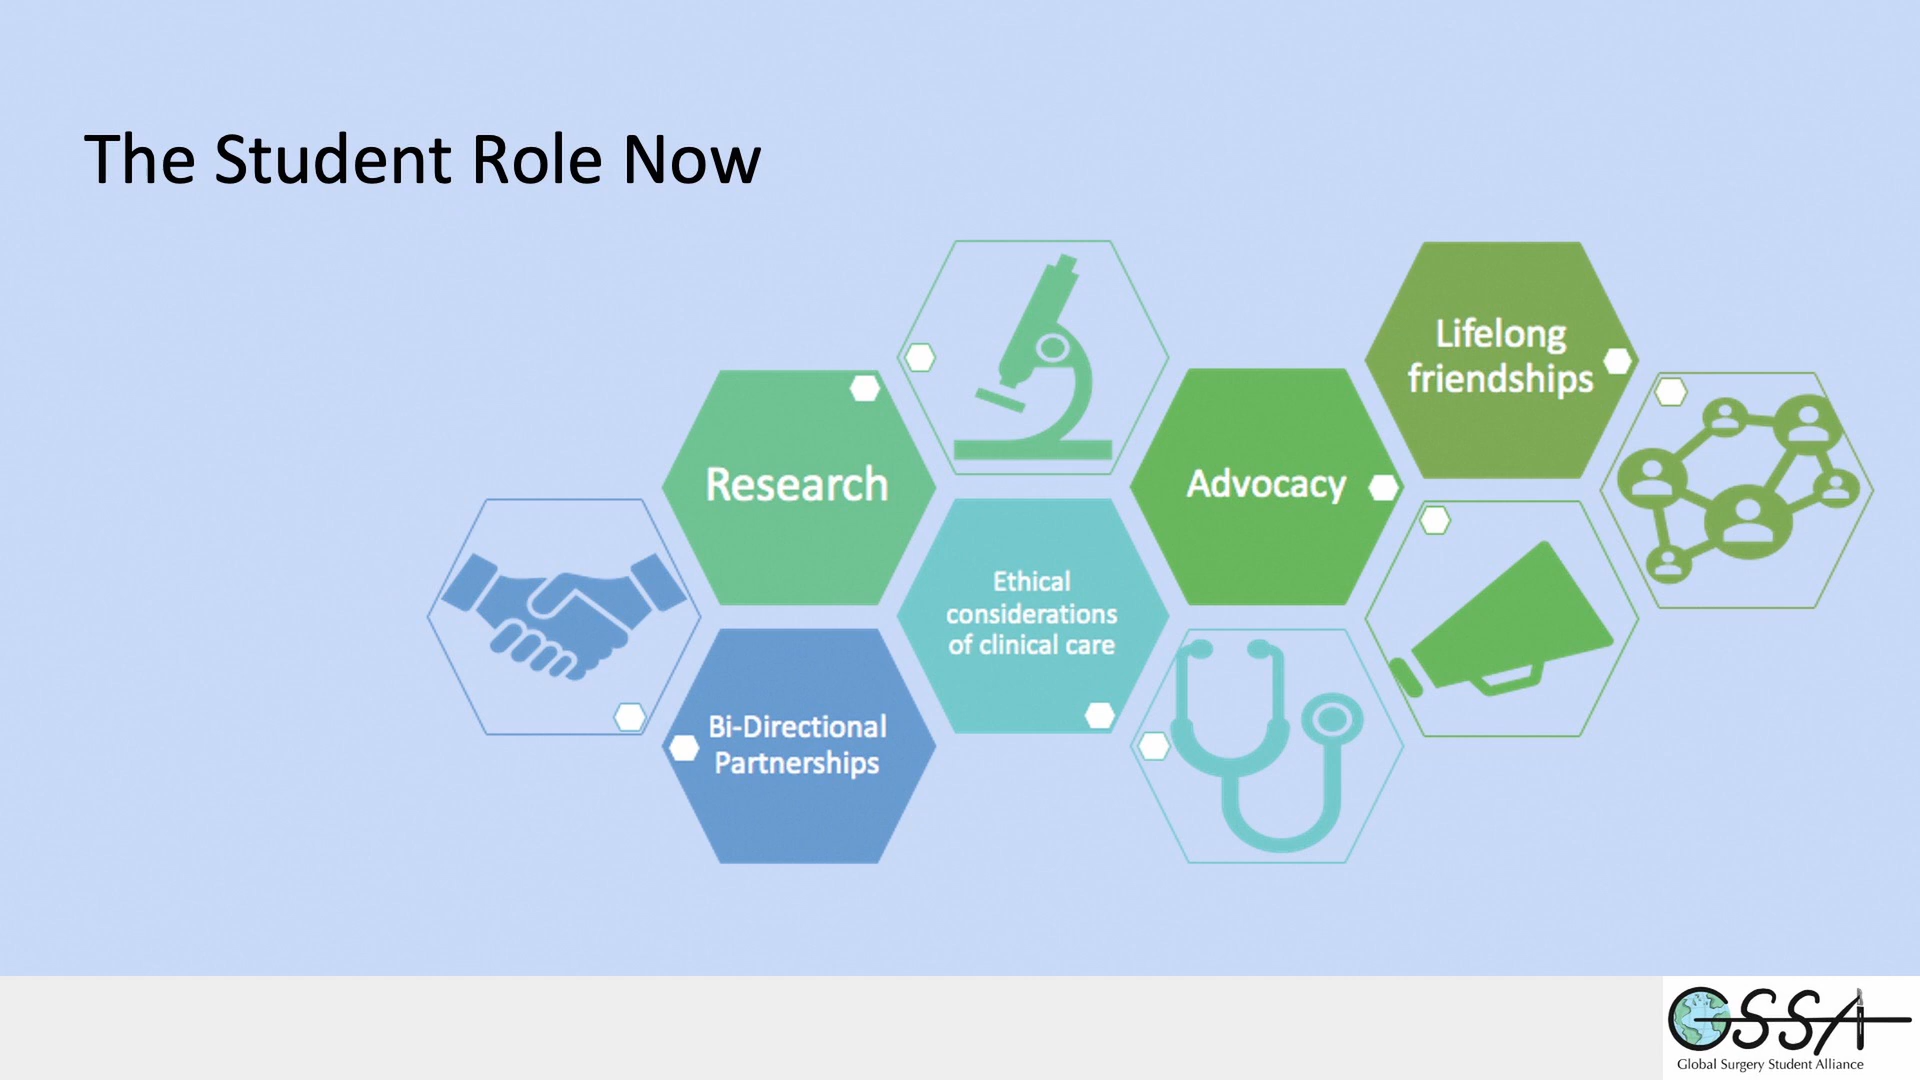 The Student Role Now
Lifelong
friendships
Research
Advocacy
Ethical
considerations
of clinical care
Bi-Directional
Partnerships
GSSA
Global Surgery Student Alliance